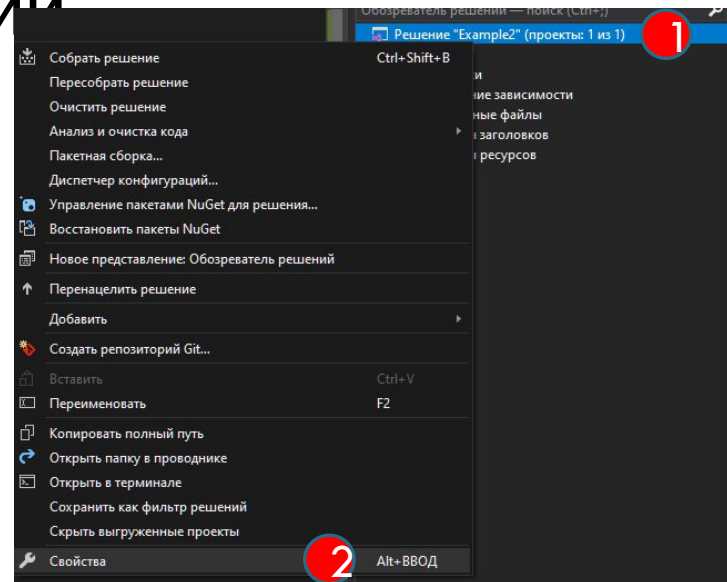 Обозреватель решений — поиск (Ctrl+;)
Решение "Example2" (проекты: 1 из 1)
1
Собрать решение Ctrl+Shift+B
Пересобрать решение
Очистить решение
Анализ и очистка кода
Пакетная сборка...
Диспетчер конфигураций...
Управление пакетами NuGet для решения...
Восстановить пакеты NuGet
Новое представление: Обозреватель решений
Перенацелить решение
Добавить
Создать репозиторий Git...
Вставить Ctrl+V
Переименовать F2
Копировать полный путь
Открыть папку в проводнике
Открыть в терминале
Сохранить как фильтр решений
Скрыть выгруженные проекты
Свойства 2 Alt+ВВОД
и
ие зависимости
ные файлы
заголовков
ресурсов